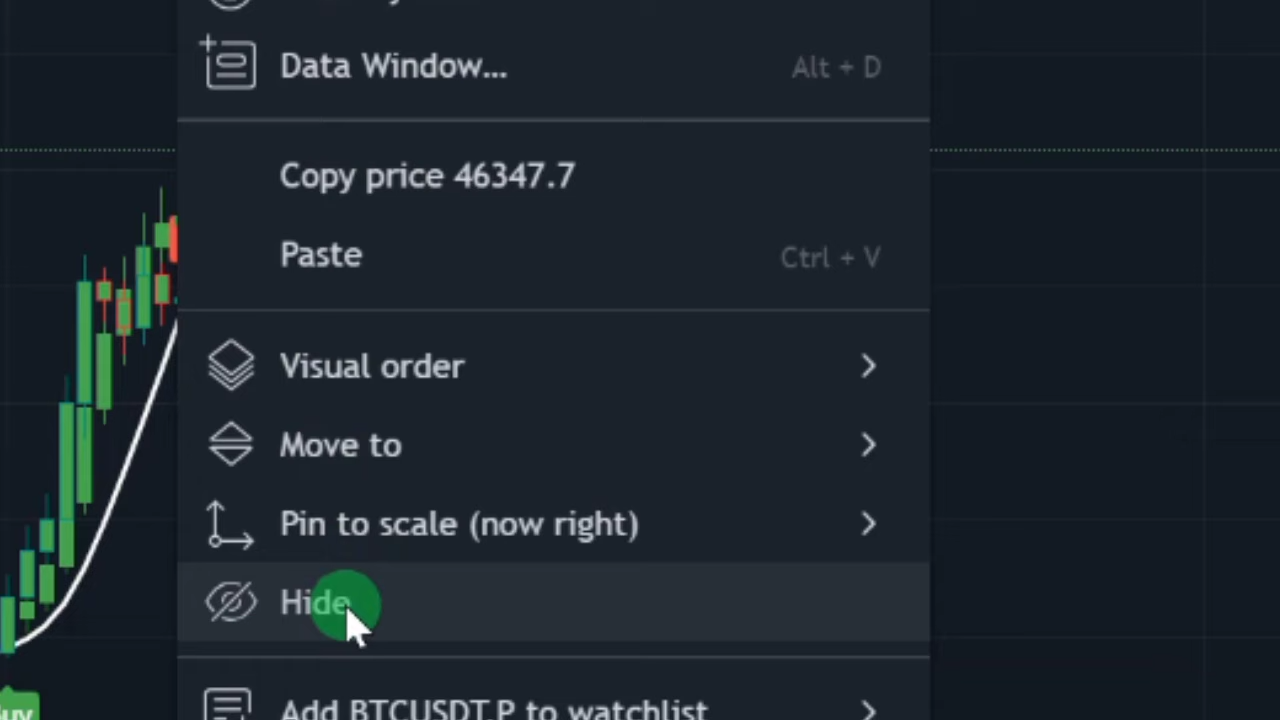 Data Window...
Alt + D
Copy price 46347.7
Paste
Ctrl + V
Visual order
Move to
Pin to scale (now right)
Hide
Add BTCUSDT.P to watchlist